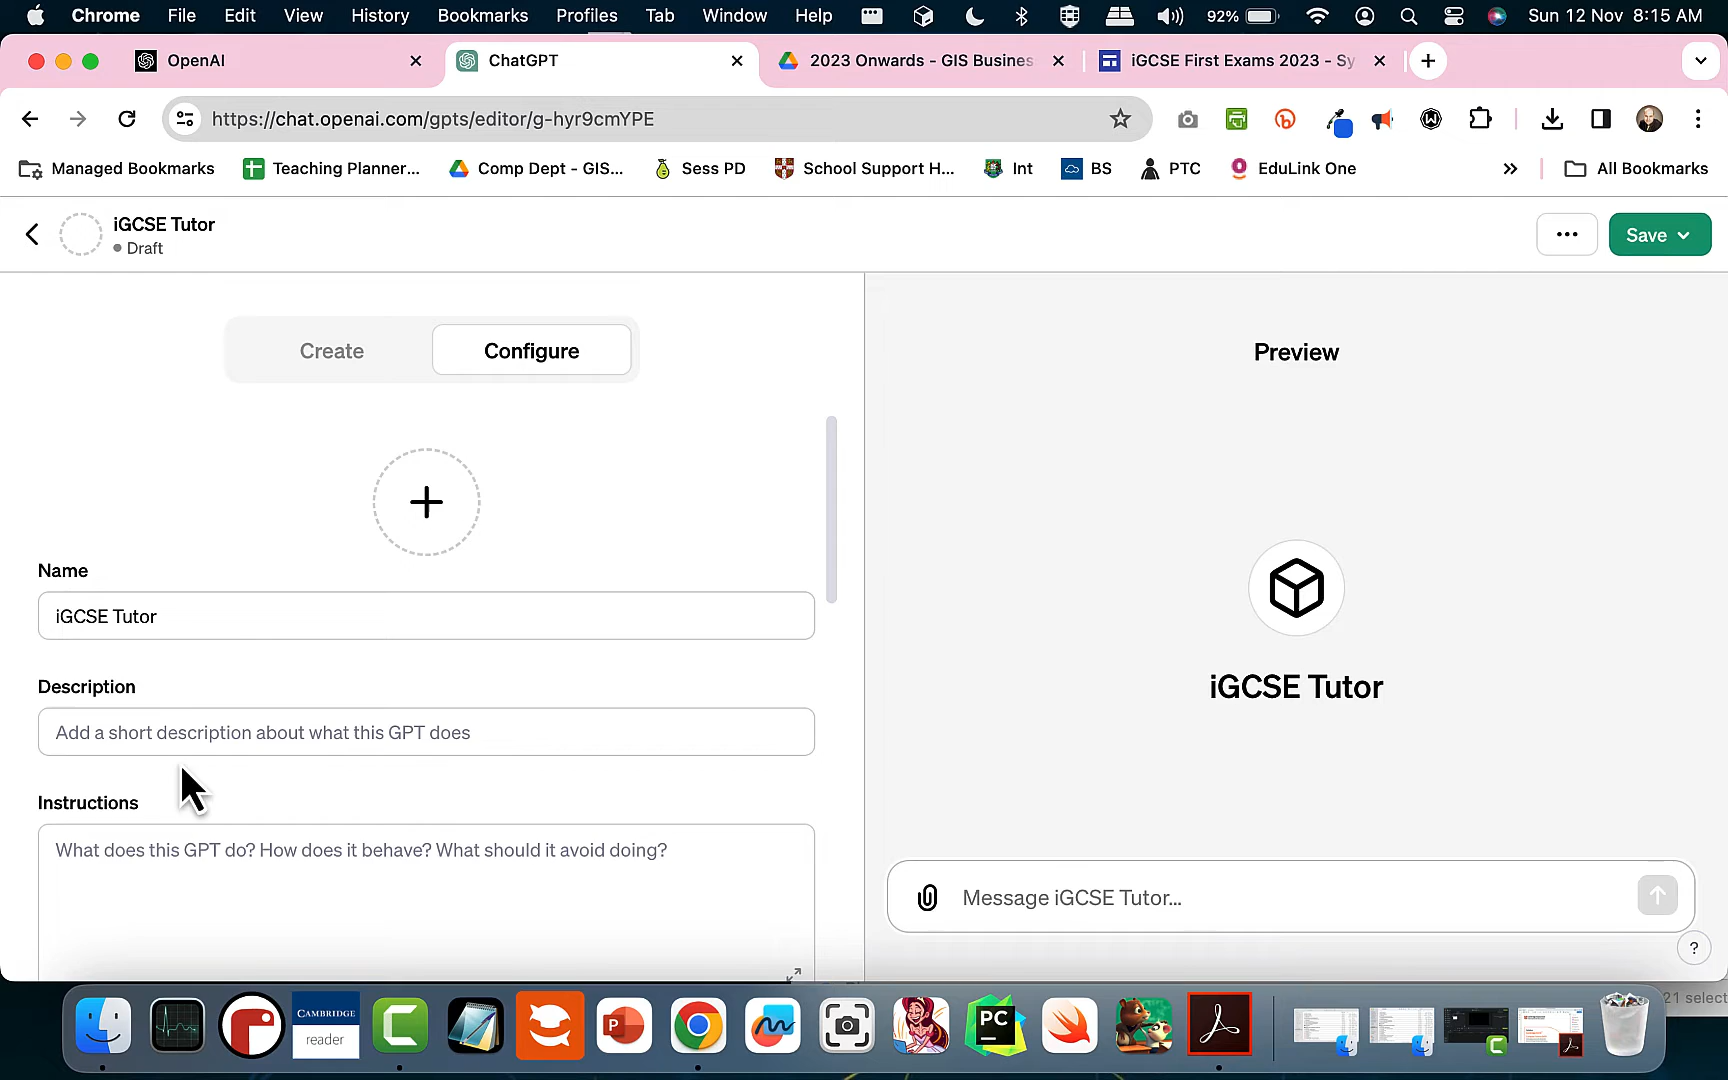 Chrome File Edit View History Bookmarks Profiles Tab Window Help 92% Sun 12 Nov 8:15 AM
OpenAI
ChatGPT
2023 Onwards - GIS Busines
iGCSE First Exams 2023 - Sy
https://chat.openai.com/gpts/editor/g-hyr9cmYPE
Managed Bookmarks
Teaching Planner...
Comp Dept - GIS...
Sess PD
School Support H...
Int
BS
PTC
EduLink One
All Bookmarks
iGCSE Tutor
Draft
Save
Create
Configure
Preview
Name
iGCSE Tutor
Description
Add a short description about what this GPT does
Instructions
What does this GPT do? How does it behave? What should it avoid doing?
iGCSE Tutor
Message iGCSE Tutor...
?
CAMBRIDGE
reader
P
PC
21 select